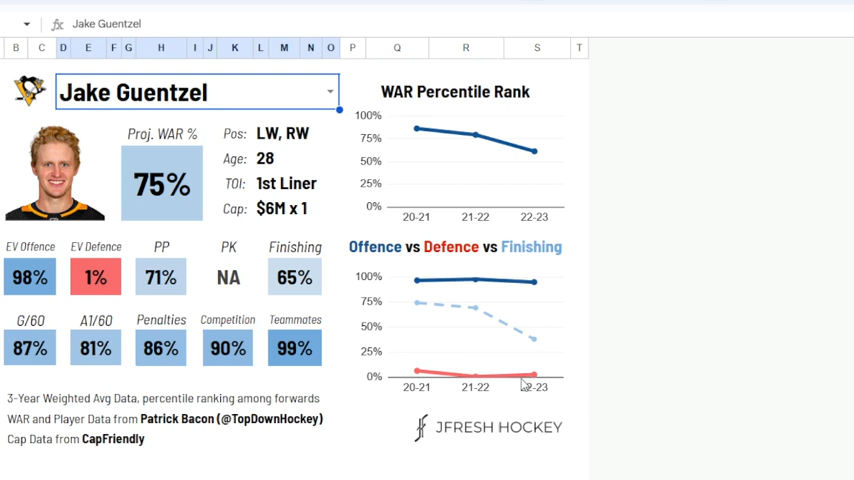 fx Jake Guentzel
B C D E F G H I J K L M N O P Q R S T
Jake Guentzel
Proj. WAR %
75%
Pos: LW, RW
Age: 28
TOI: 1st Liner
Cap: $6M x 1
EV Offence EV Defence PP PK Finishing
98% 1% 71% NA 65%
G/60 A1/60 Penalties Competition Teammates
87% 81% 86% 90% 99%
3-Year Weighted Avg Data, percentile ranking among forwards
WAR and Player Data from Patrick Bacon (@TopDownHockey)
Cap Data from CapFriendly
WAR Percentile Rank
100%
75%
50%
25%
0%
20-21 21-22 22-23
Offence vs Defence vs Finishing
100%
75%
50%
25%
0%
20-21 21-22 22-23
JFRESH HOCKEY